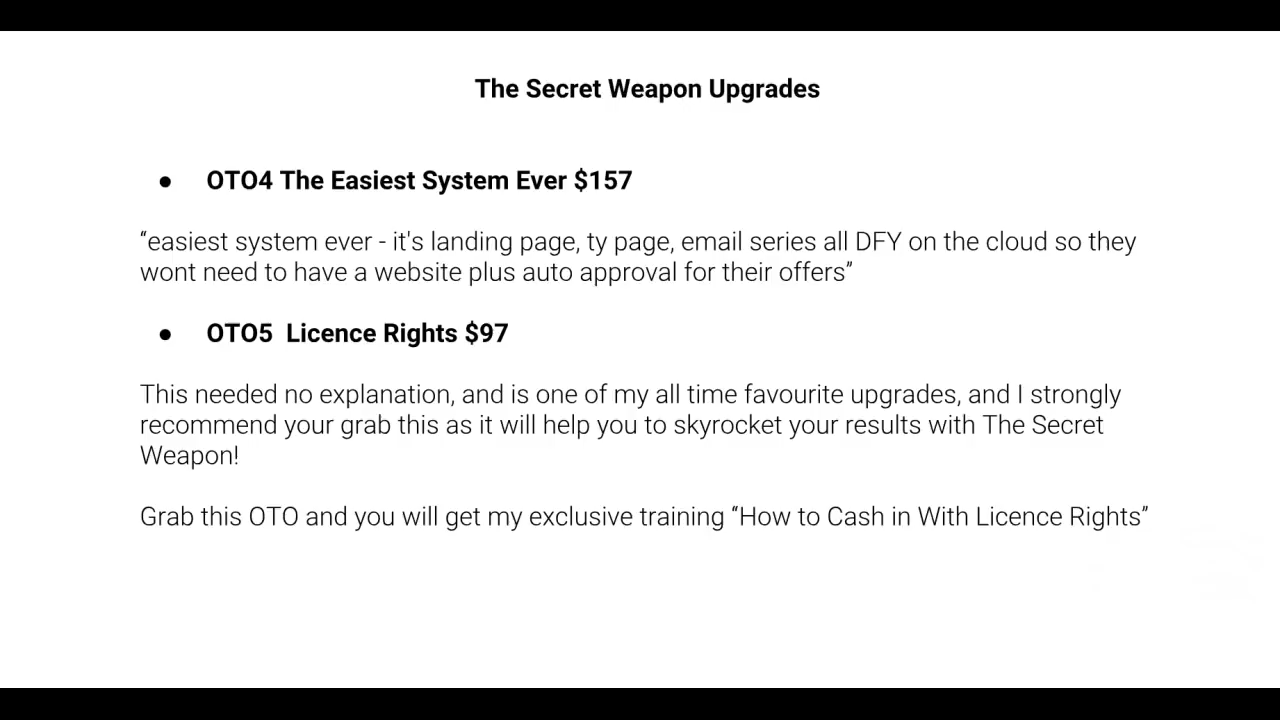 The Secret Weapon Upgrades
● OTO4 The Easiest System Ever $157
“easiest system ever - it's landing page, ty page, email series all DFY on the cloud so they
wont need to have a website plus auto approval for their offers”
● OTO5  Licence Rights $97
This needed no explanation, and is one of my all time favourite upgrades, and I strongly
recommend your grab this as it will help you to skyrocket your results with The Secret
Weapon!
Grab this OTO and you will get my exclusive training “How to Cash in With Licence Rights”